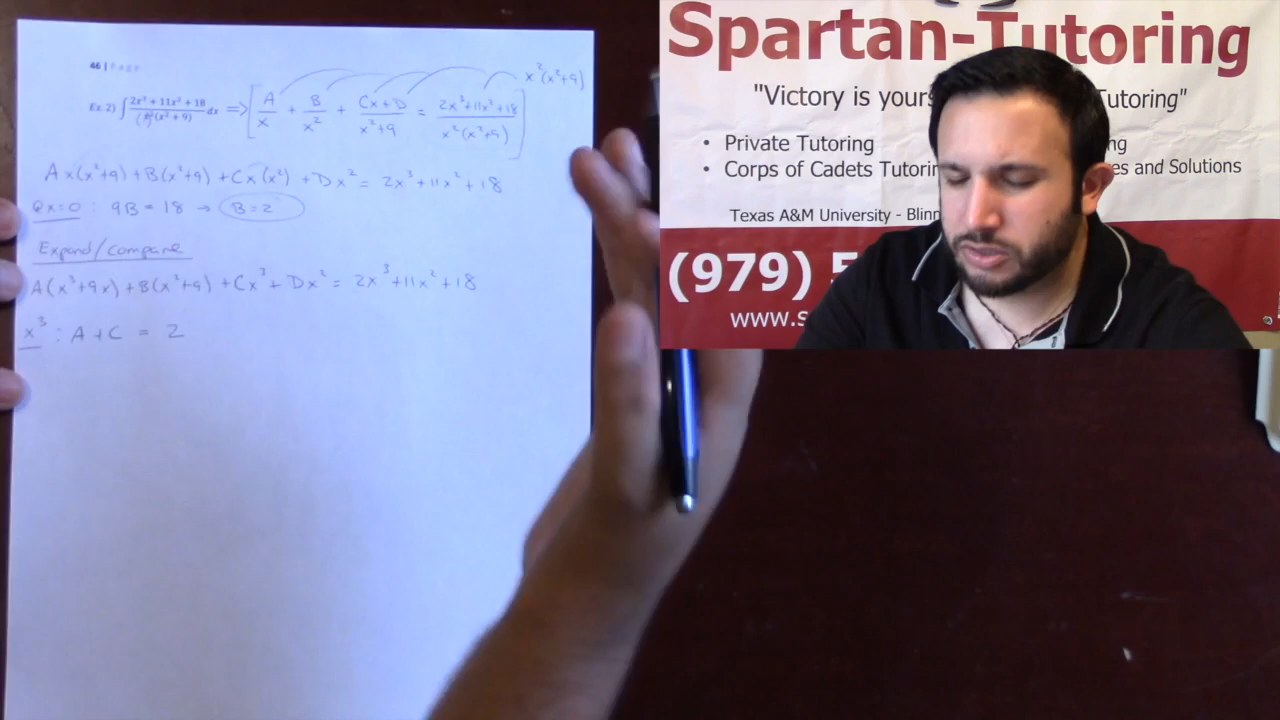 46 | Page
x²(x²+9)
Ex 2) ∫ 2x³ + 11x² + 18 / (x²)(x² + 9) dx ⇒ [ A/x + B/x² + Cx+D/x²+9 = 2x³+11x²+18 / x²(x²+9) ]
Ax(x²+9) + B(x²+9) + Cx(x²) + Dx² = 2x³+11x²+18
@x=0 : 9B = 18 → B=2
Expand/compare
A(x³+9x) + B(x²+9) + Cx³ + Dx² = 2x³+11x²+18
x³ : A+C = 2
Spartan-Tutoring
"Victory is yours Tutoring"
• Private Tutoring
• Corps of Cadets es and Solutions
Texas A&M University - Blinn
(979)
www.s